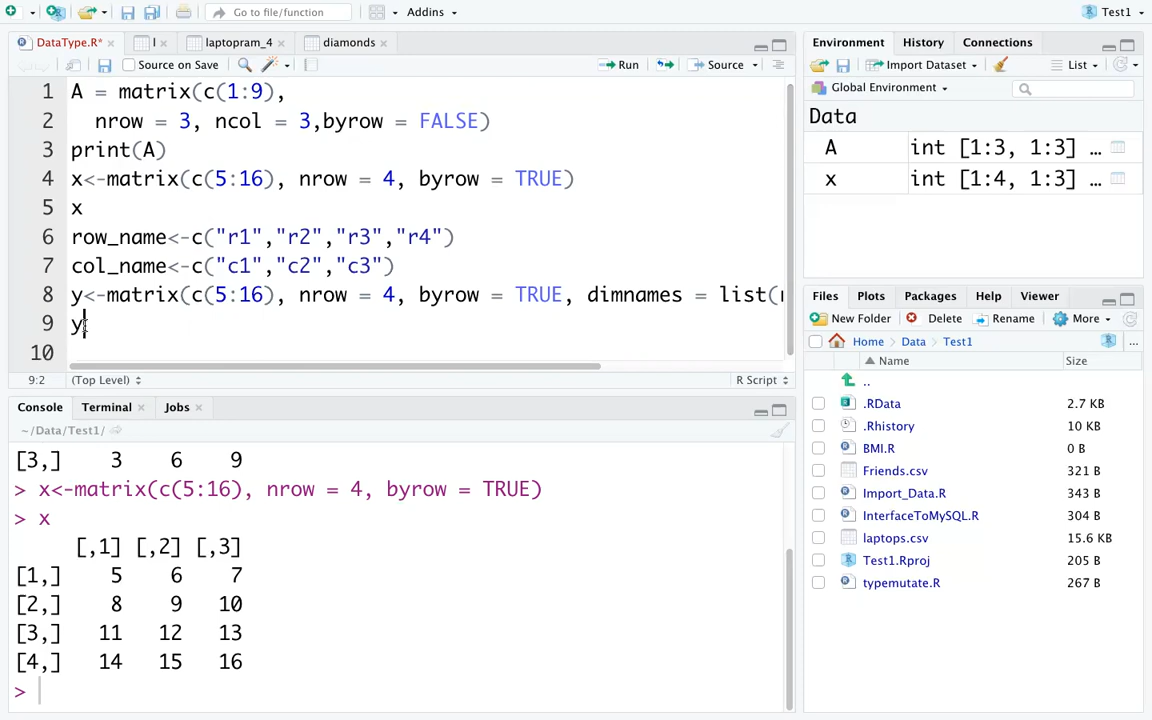 Go to file/function
Addins
Test1
DataType.R*
l
laptopram_4
diamonds
Source on Save
Run
Source
1 A = matrix(c(1:9),
2 nrow = 3, ncol = 3,byrow = FALSE)
3 print(A)
4 x<-matrix(c(5:16), nrow = 4, byrow = TRUE)
5 x
6 row_name<-c("r1","r2","r3","r4")
7 col_name<-c("c1","c2","c3")
8 y<-matrix(c(5:16), nrow = 4, byrow = TRUE, dimnames = list(
9 y
10
9:2 (Top Level) R Script
Console Terminal Jobs
~/Data/Test1/
[3,] 3 6 9
> x<-matrix(c(5:16), nrow = 4, byrow = TRUE)
> x
[,1] [,2] [,3]
[1,] 5 6 7
[2,] 8 9 10
[3,] 11 12 13
[4,] 14 15 16
>
Environment History Connections
Import Dataset List
Global Environment
Data
A int [1:3, 1:3] …
x int [1:4, 1:3] …
Files Plots Packages Help Viewer
New Folder Delete Rename More
Home Data Test1 ...
Name Size
..
.RData 2.7 KB
.Rhistory 10 KB
BMI.R 0 B
Friends.csv 321 B
Import_Data.R 343 B
InterfaceToMySQL.R 304 B
laptops.csv 15.6 KB
Test1.Rproj 205 B
typemutate.R 267 B